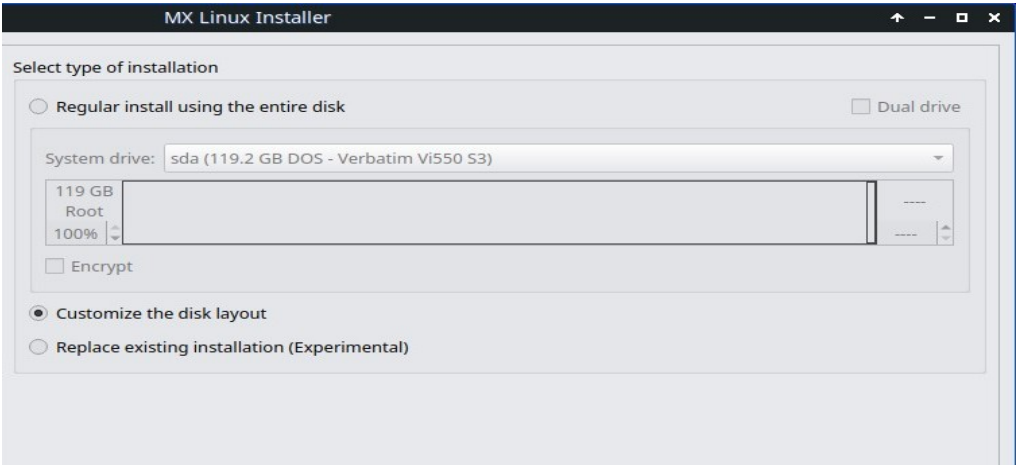 MX Linux Installer
Select type of installation
Regular install using the entire disk
Dual drive
System drive: sda (119.2 GB DOS - Verbatim Vi550 S3)
119 GB
Root
----
100%
----
Encrypt
Customize the disk layout
Replace existing installation (Experimental)